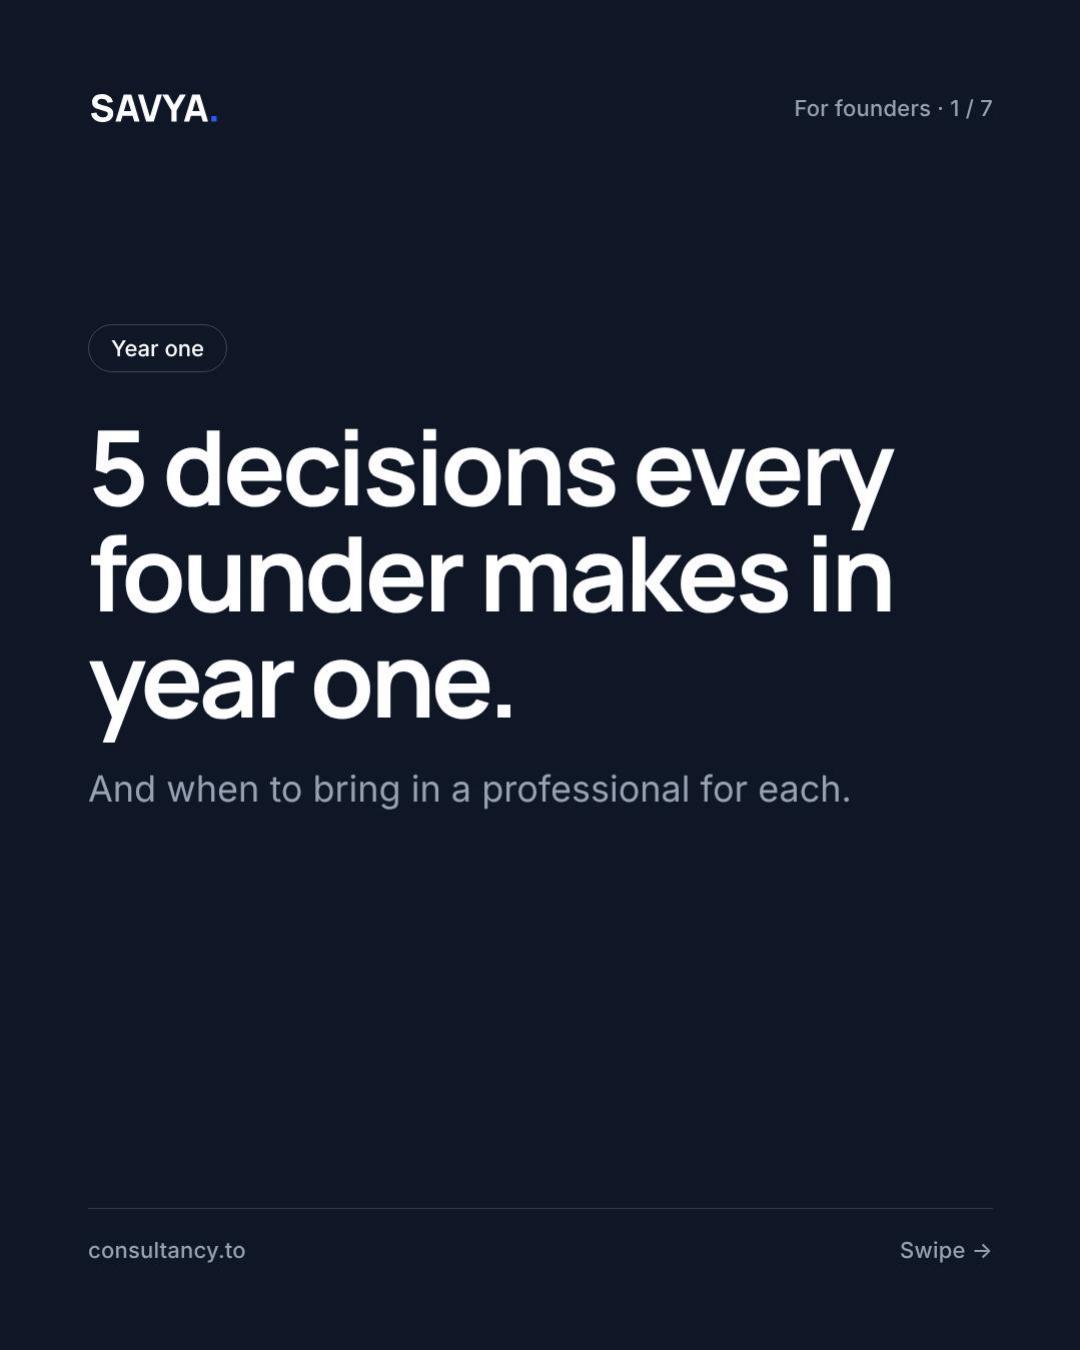 SAVYA.
For founders · 1 / 7
Year one
5 decisions every
founder makes in
year one.
And when to bring in a professional for each.
consultancy.to
Swipe →